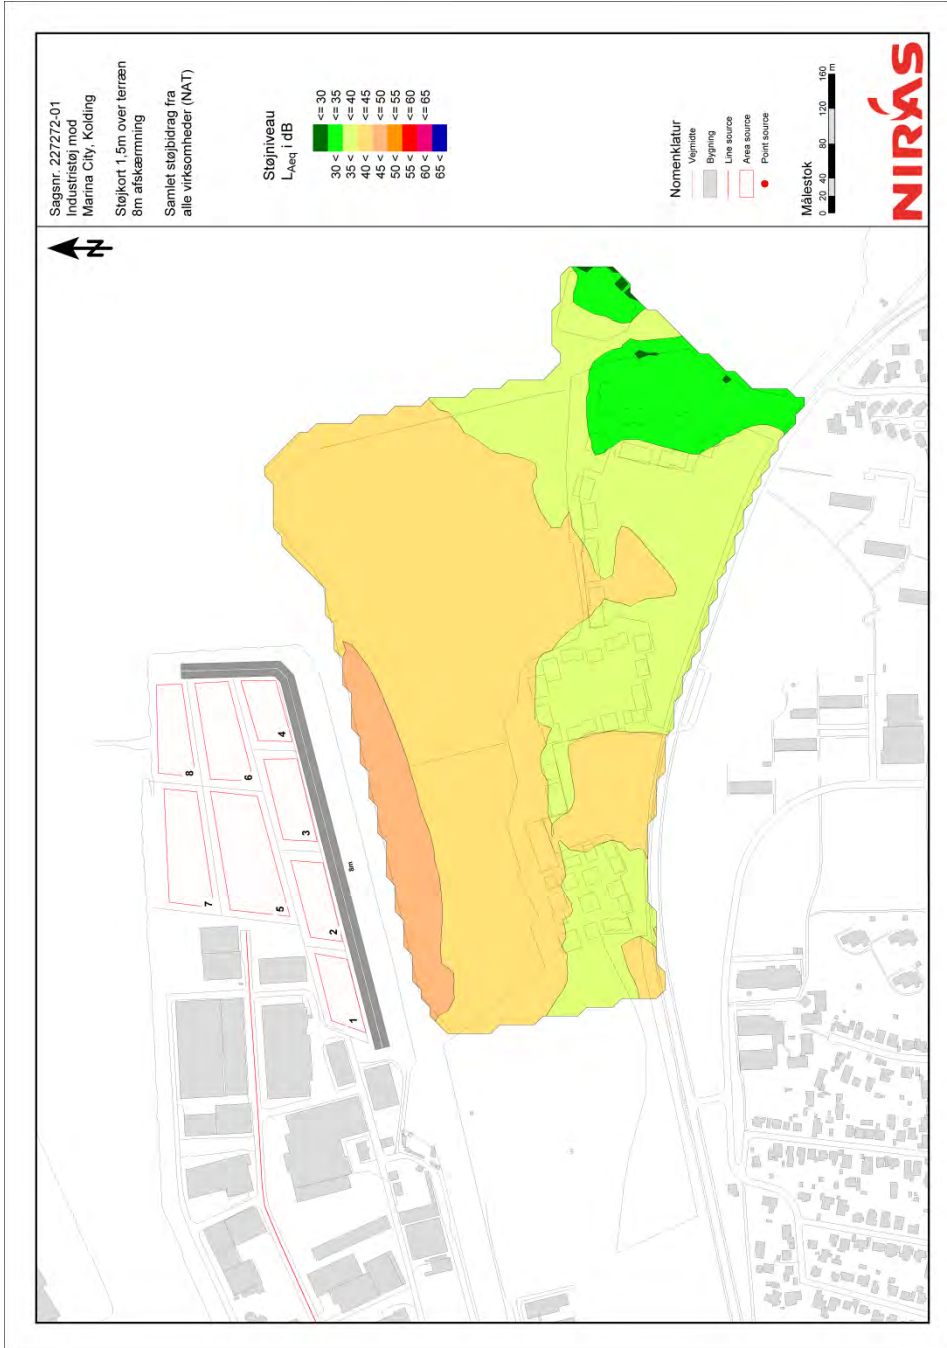 Sagsnr. 227272-01
Industristøj mod
Marina City, Kolding
Støjkort 1,5m over terræn
8m afskærmning
Samlet støjbidrag fra
alle virksomheder (NAT)
Støjniveau
LAeq i dB
<= 30
30 < <= 35
35 < <= 40
40 < <= 45
45 < <= 50
50 < <= 55
55 < <= 60
60 < <= 65
65 <
Nomenklatur
Vejmidte
Bygning
Line source
Area source
Point source
Målestok
0 20 40 80 120 160
m
NIRÁS
N
8
7
6
5
4
3
2
1
8m